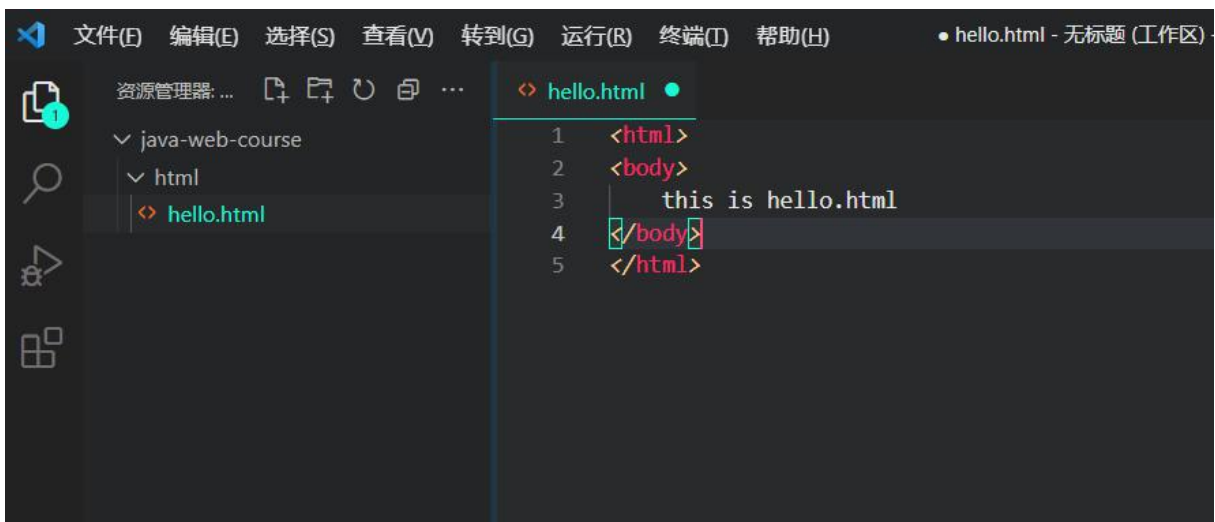 文件(F) 编辑(E) 选择(S) 查看(V) 转到(G) 运行(R) 终端(T) 帮助(H) ● hello.html - 无标题 (工作区) -
资源管理器: ... ···
<> hello.html ●
1
java-web-course
html
<> hello.html
1 <html>
2 <body>
3 this is hello.html
4 </body>
5 </html>